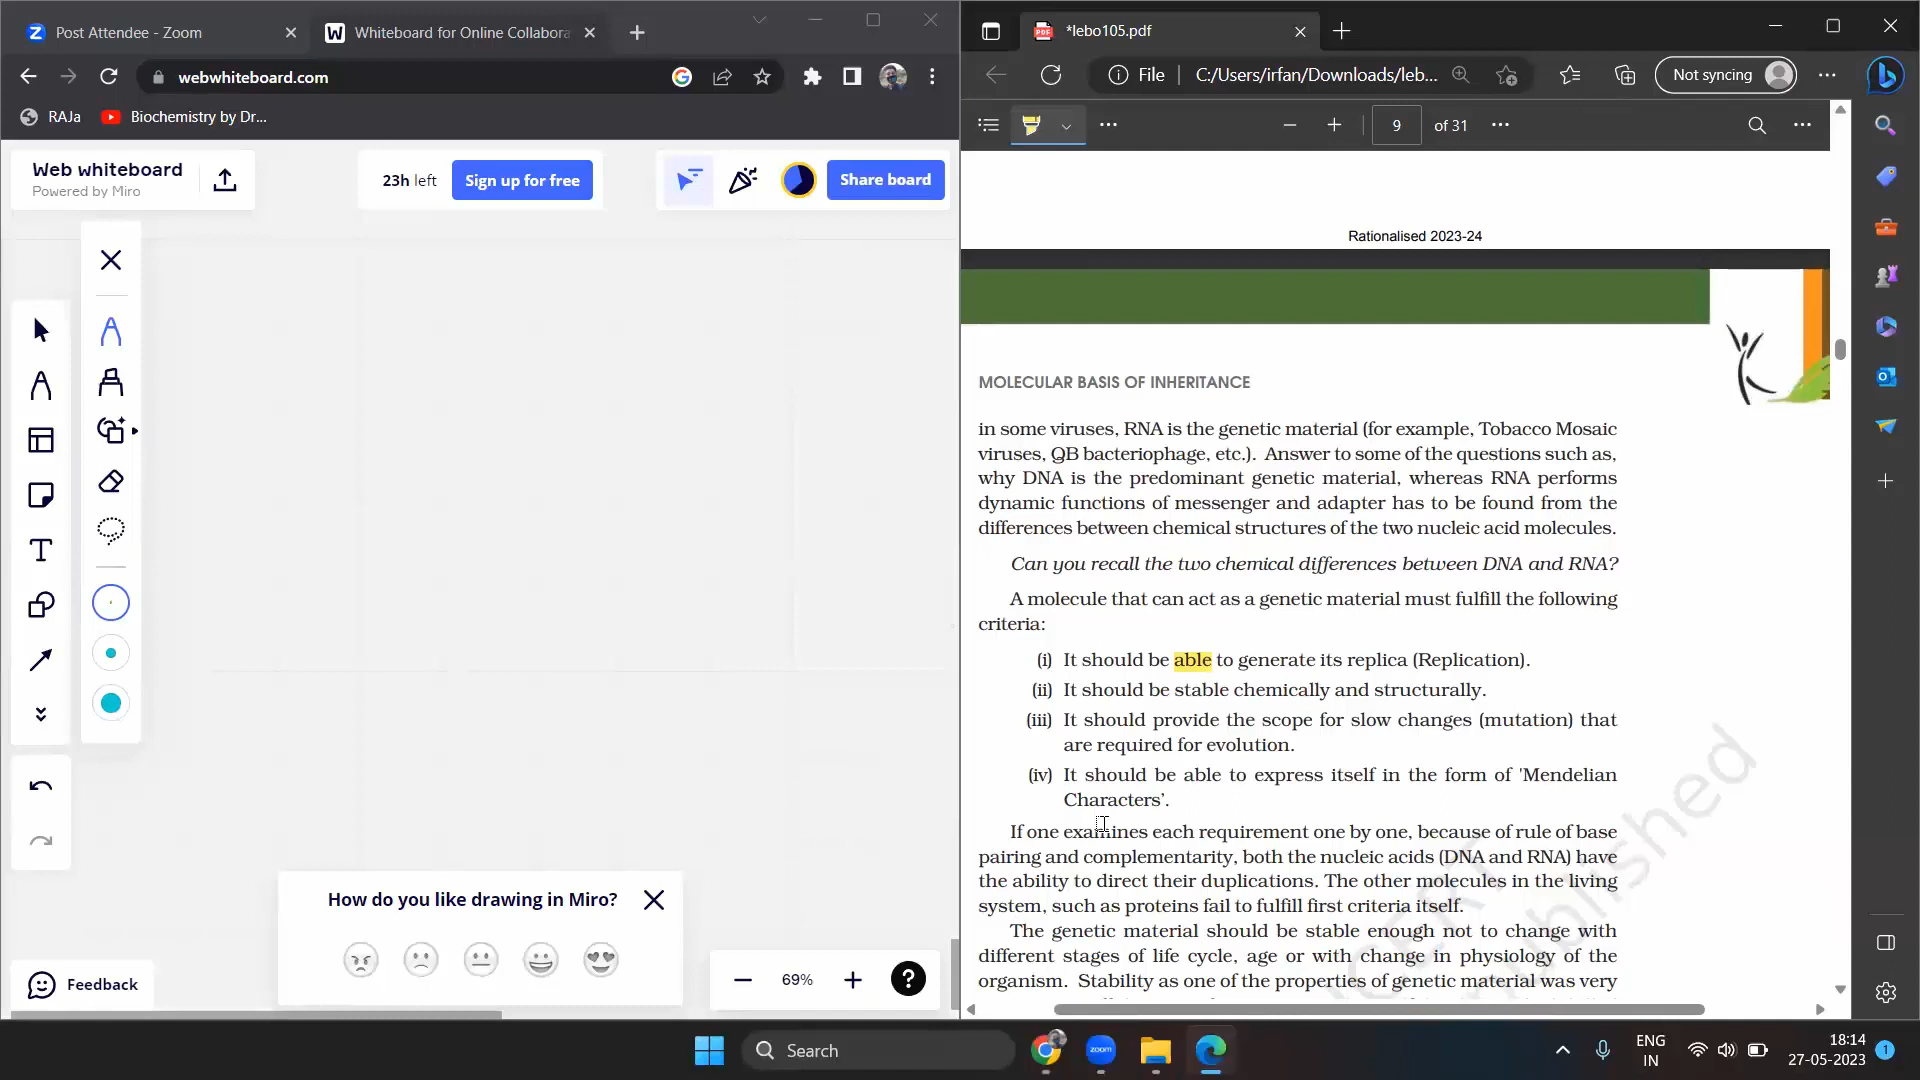 Post Attendee - Zoom
Whiteboard for Online Collabora
webwhiteboard.com
RAJa
Biochemistry by Dr...
Web whiteboard
Powered by Miro
23h left
Sign up for free
Share board
How do you like drawing in Miro?
Feedback
69%
*lebo105.pdf
File
C:/Users/irfan/Downloads/leb...
Not syncing
9 of 31
Rationalised 2023-24
MOLECULAR BASIS OF INHERITANCE
in some viruses, RNA is the genetic material (for example, Tobacco Mosaic
viruses, QB bacteriophage, etc.). Answer to some of the questions such as,
why DNA is the predominant genetic material, whereas RNA performs
dynamic functions of messenger and adapter has to be found from the
differences between chemical structures of the two nucleic acid molecules.
Can you recall the two chemical differences between DNA and RNA?
A molecule that can act as a genetic material must fulfill the following
criteria:
(i) It should be able to generate its replica (Replication).
(ii) It should be stable chemically and structurally.
(iii) It should provide the scope for slow changes (mutation) that
are required for evolution.
(iv) It should be able to express itself in the form of 'Mendelian
Characters’.
If one examines each requirement one by one, because of rule of base
pairing and complementarity, both the nucleic acids (DNA and RNA) have
the ability to direct their duplications. The other molecules in the living
system, such as proteins fail to fulfill first criteria itself.
The genetic material should be stable enough not to change with
different stages of life cycle, age or with change in physiology of the
organism. Stability as one of the properties of genetic material was very
Search
zoom
ENG
IN
18:14
27-05-2023
1